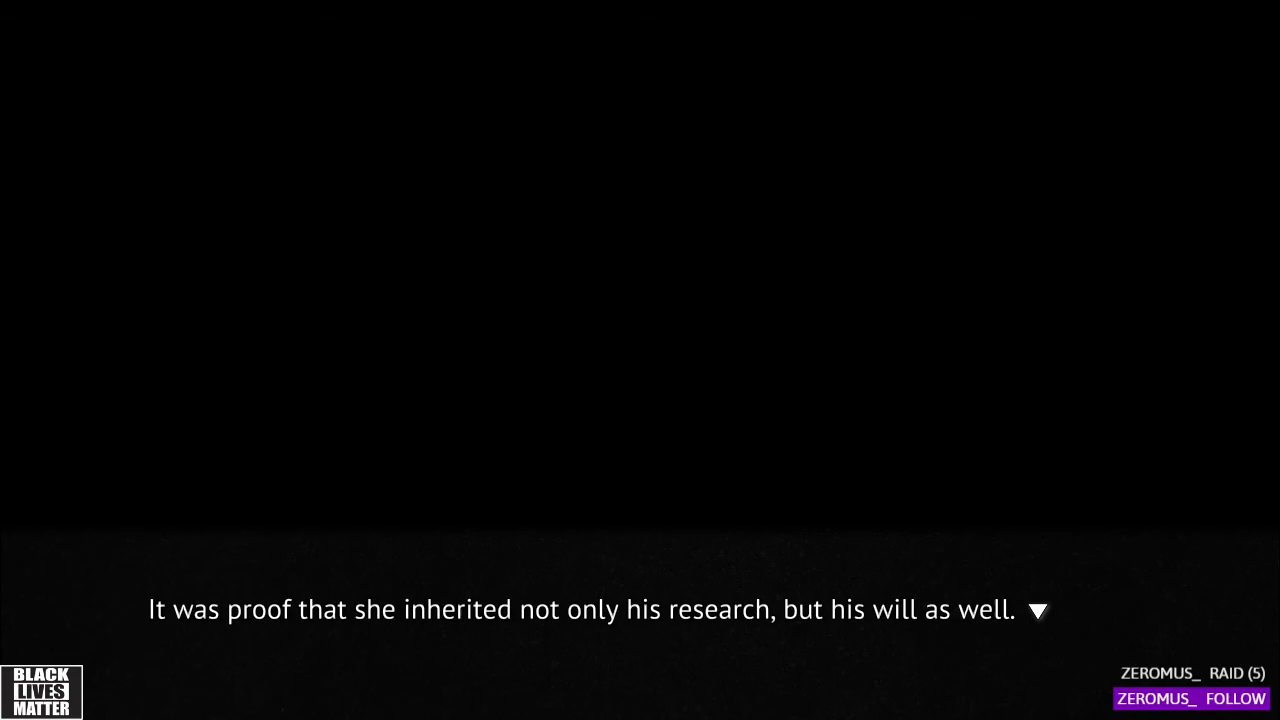 It was proof that she inherited not only his research, but his will as well.
BLACK
LIVES
MATTER
ZEROMUS_ RAID (5)
ZEROMUS_ FOLLOW